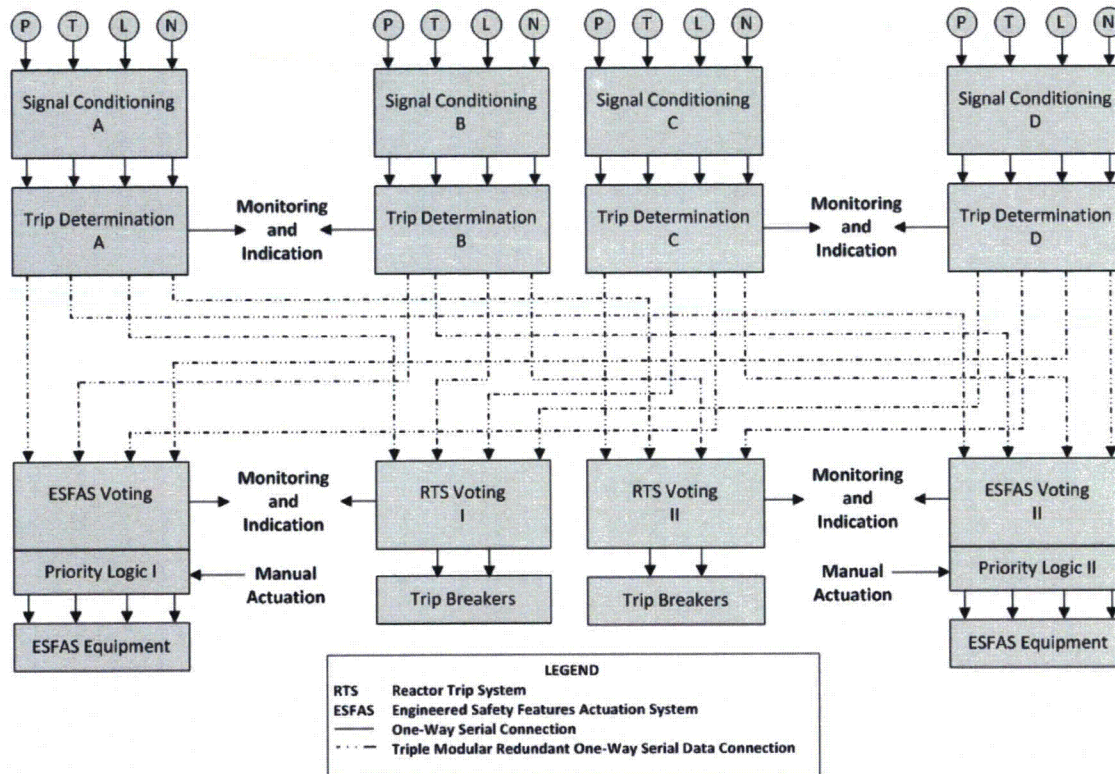 P T L N P T L N P T L N P T L N
Signal Conditioning
A
Signal Conditioning
B
Signal Conditioning
C
Signal Conditioning
D
Trip Determination
A
Monitoring
and
Indication
Trip Determination
B
Trip Determination
C
Monitoring
and
Indication
Trip Determination
D
ESFAS Voting
Monitoring
and
Indication
RTS Voting
I
RTS Voting
II
Monitoring
and
Indication
ESFAS Voting
II
Priority Logic I
Manual
Actuation
Trip Breakers
Trip Breakers
Manual
Actuation
Priority Logic II
ESFAS Equipment
ESFAS Equipment
LEGEND
RTS Reactor Trip System
ESFAS Engineered Safety Features Actuation System
One-Way Serial Connection
Triple Modular Redundant One-Way Serial Data Connection